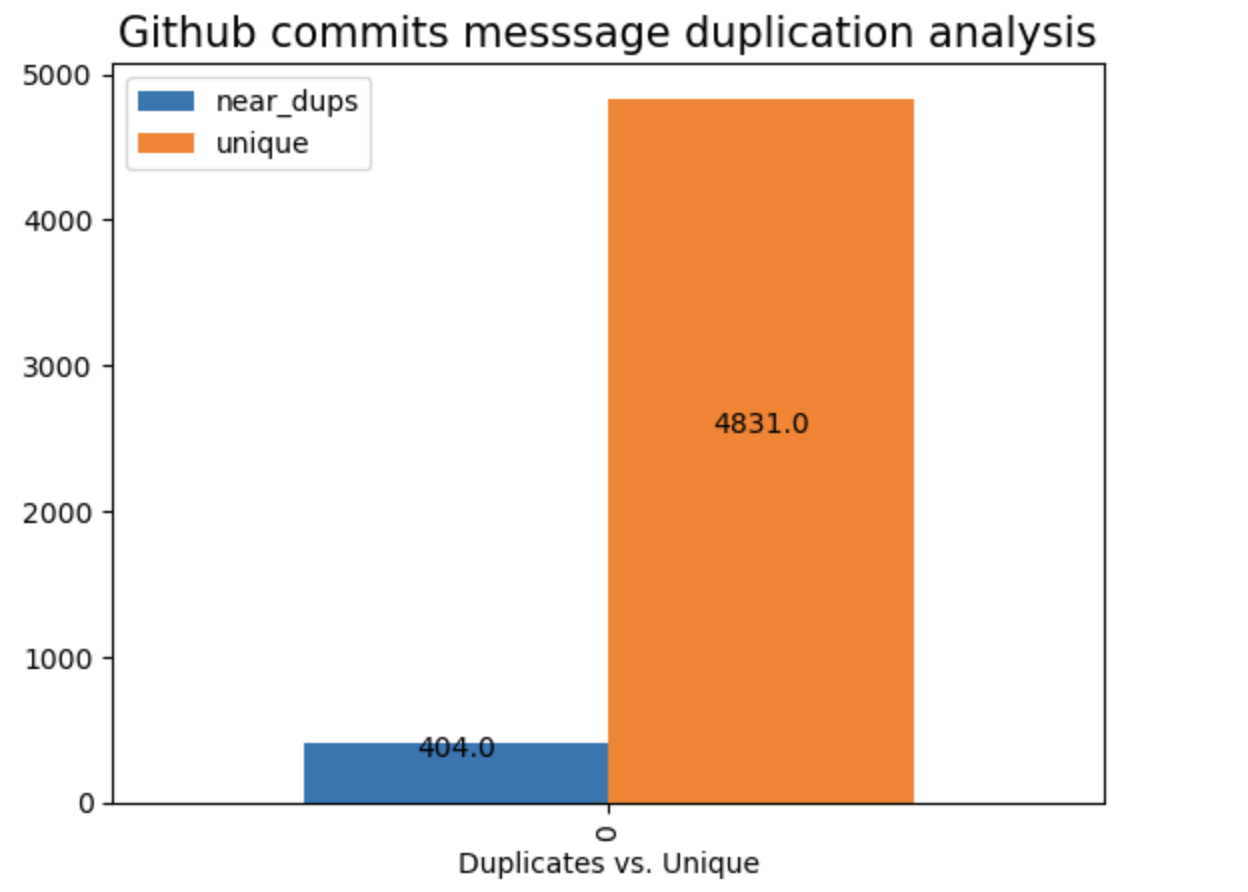 Github commits messsage duplication analysis
5000
near_dups
unique
4000
3000
4831.0
2000
1000
404.0
0
0
Duplicates vs. Unique